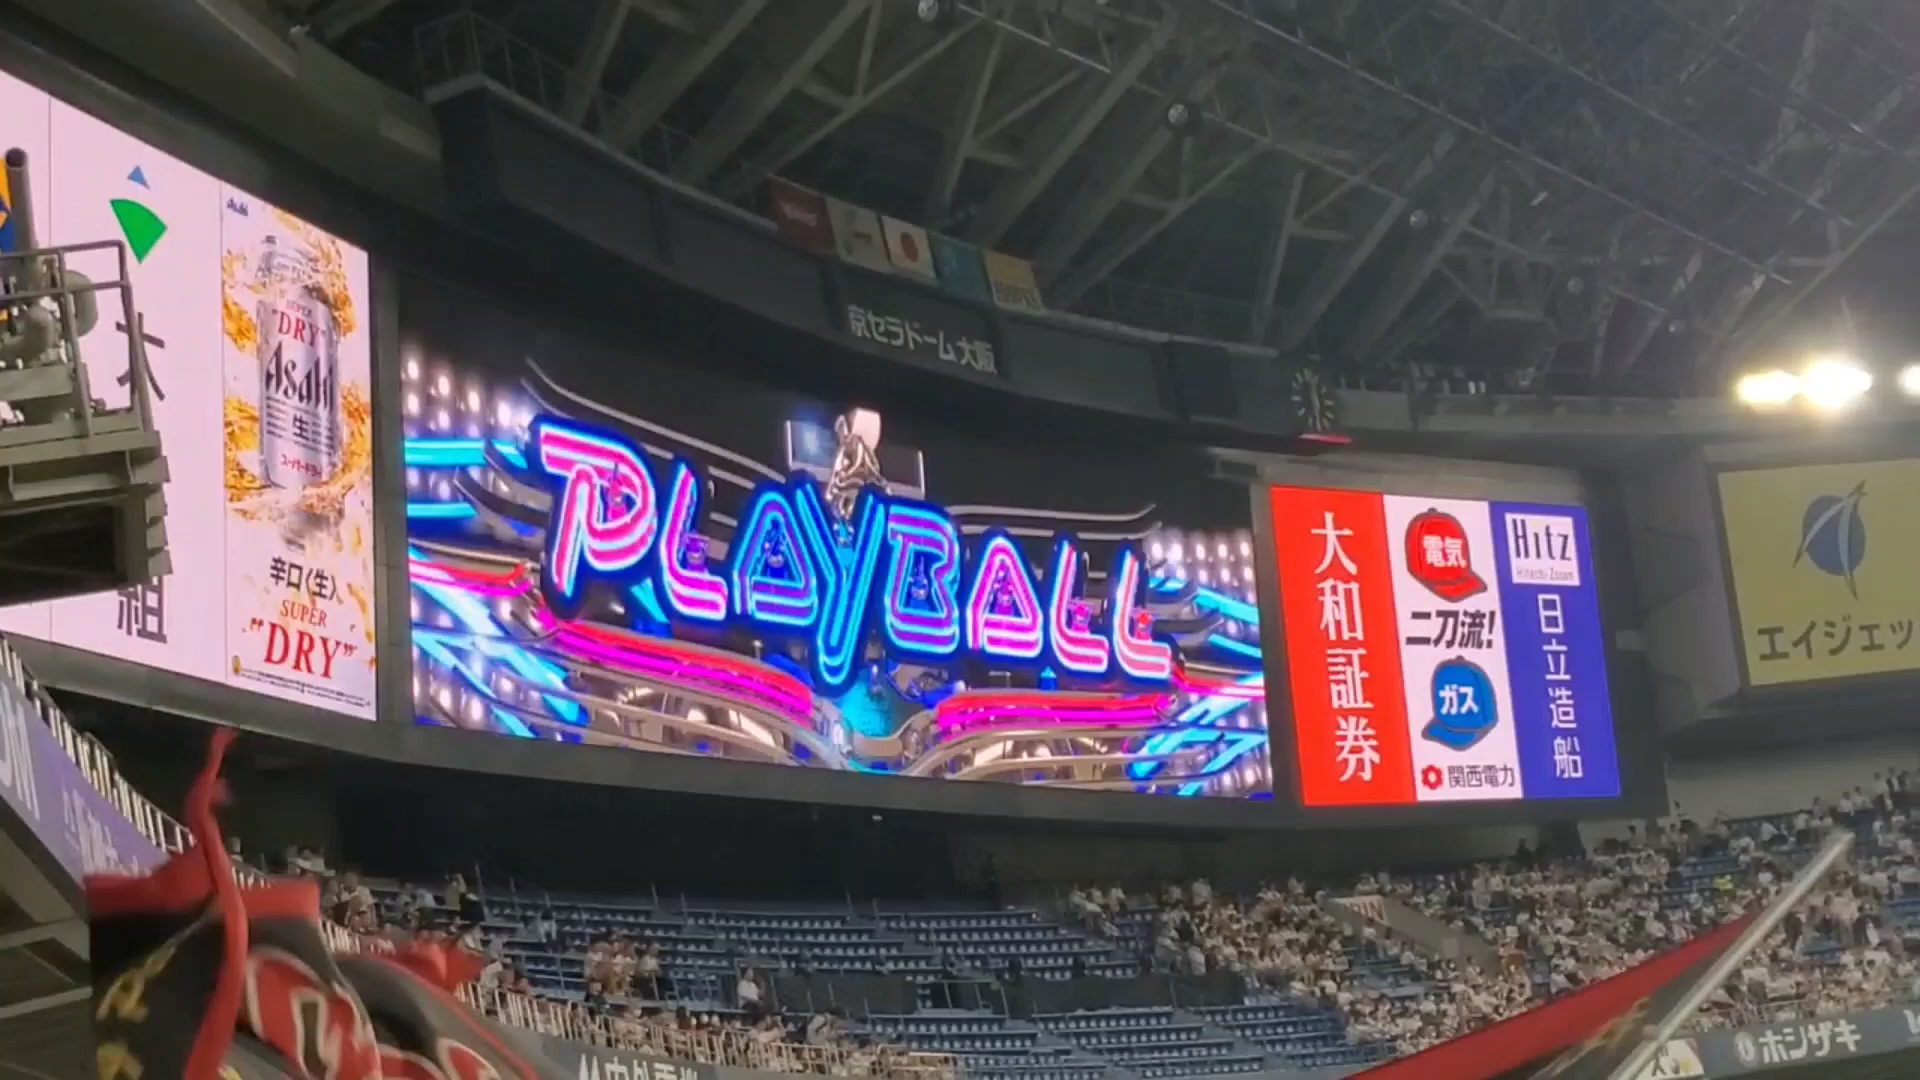 京セラドーム大阪
大
組
Asahi
SUPER
"DRY"
Asahi
生
スーパードライ
辛口〈生〉
SUPER
"DRY"
PLAYBALL
大和証券
電気
二刀流!
ガス
関西電力
Hitz
Hitachi Zosen
日立造船
エイジェッ
ホシザキ